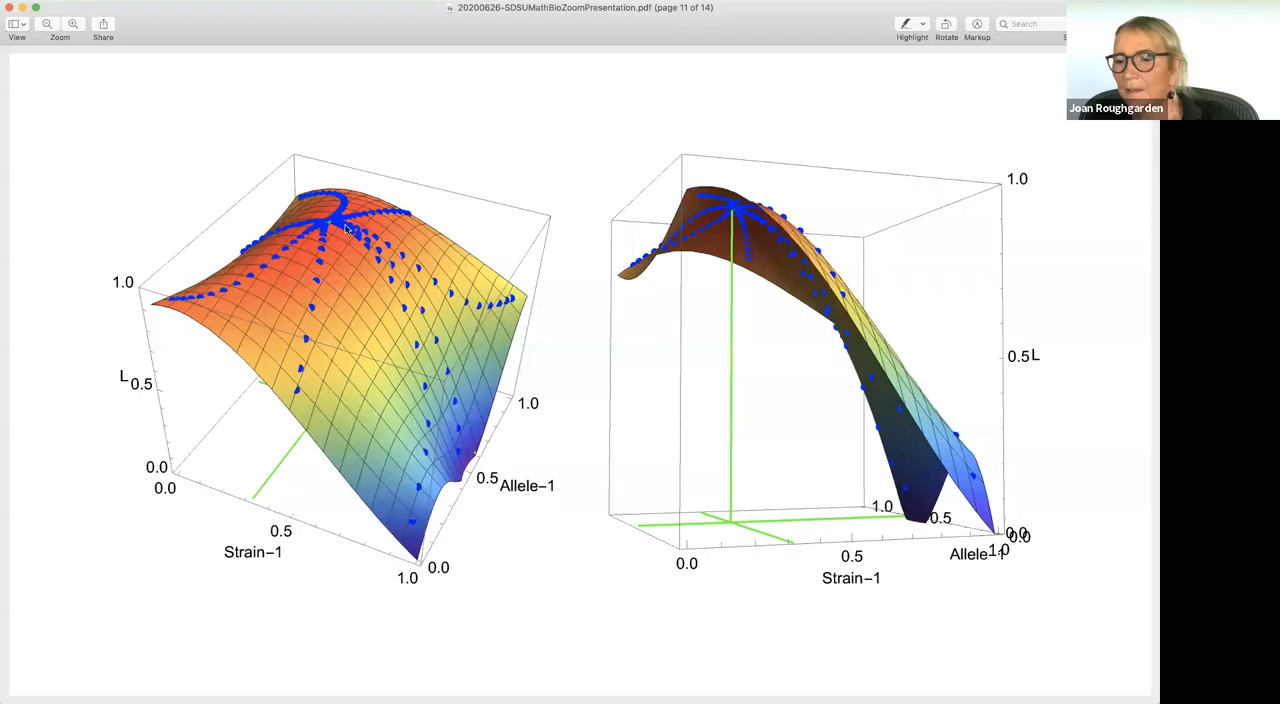 20200626-SDSUMathBioZoomPresentation.pdf (page 11 of 14)
View
Zoom
Share
Highlight
Rotate
Markup
Search
Joan Roughgarden
1.0
L
0.5
0.0
0.0
0.5
Strain-1
1.0
0.0
0.5
Allele-1
1.0
1.0
0.5
L
0.0
0.0
0.5
Strain-1
1.0
Allele-1
0.0
0.5
1.0